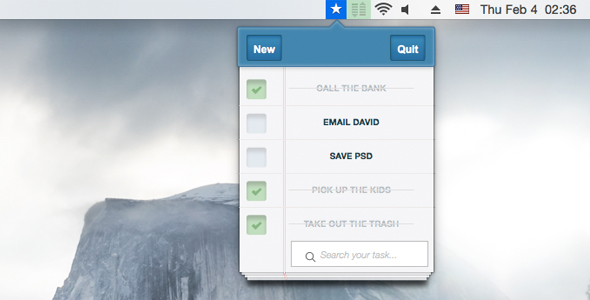 Thu Feb 4 02:36
New Quit
CALL THE BANK
EMAIL DAVID
SAVE PSD
PICK UP THE KIDS
TAKE OUT THE TRASH
Search your task...